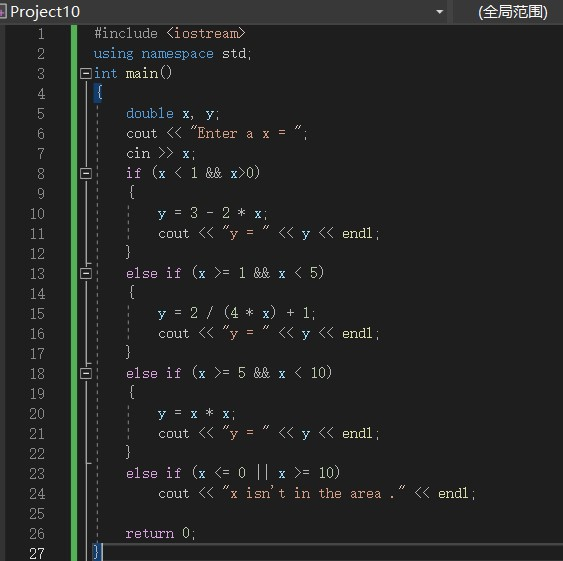 Project10 (全局范围)
1 #include <iostream>
2 using namespace std;
3 int main()
4 {
5 double x, y;
6 cout << "Enter a x = ";
7 cin >> x;
8 if (x < 1 && x>0)
9 {
10 y = 3 - 2 * x;
11 cout << "y = " << y << endl;
12 }
13 else if (x >= 1 && x < 5)
14 {
15 y = 2 / (4 * x) + 1;
16 cout << "y = " << y << endl;
17 }
18 else if (x >= 5 && x < 10)
19 {
20 y = x * x;
21 cout << "y = " << y << endl;
22 }
23 else if (x <= 0 || x >= 10)
24 cout << "x isn't in the area ." << endl;
25
26 return 0;
27 }